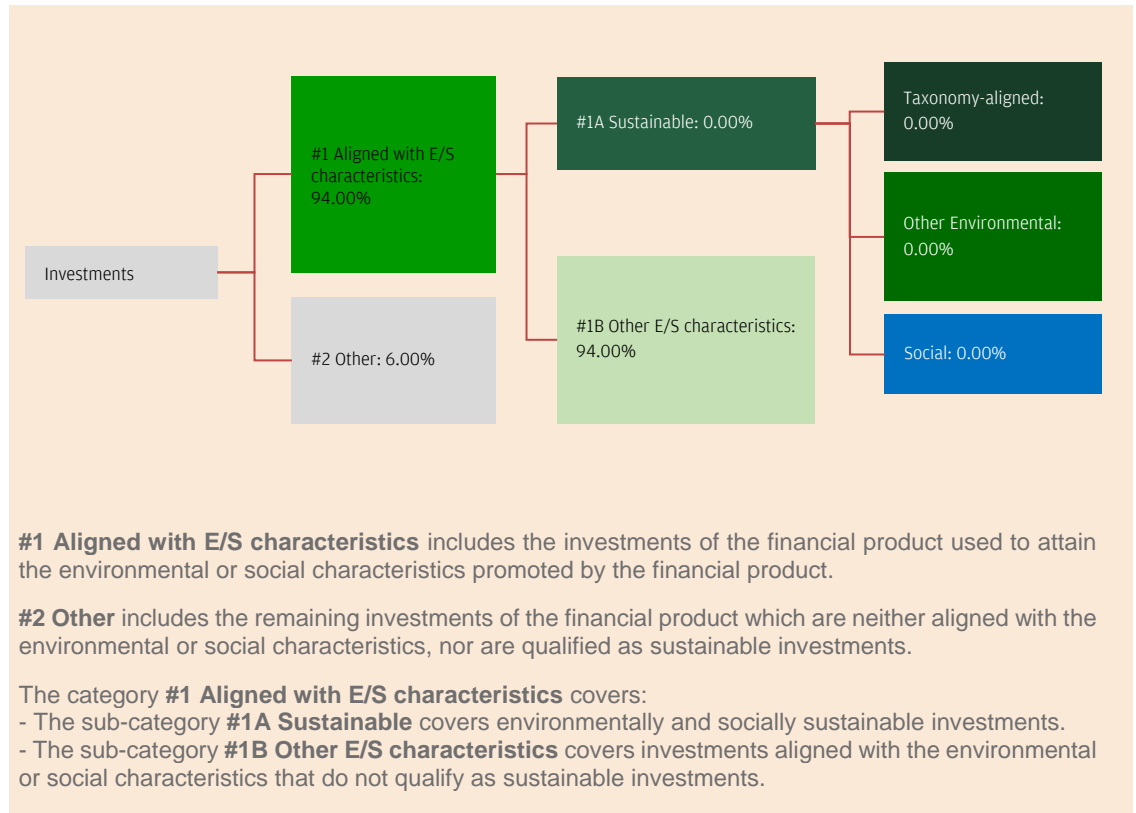 Investments
#1 Aligned with E/S
characteristics:
94.00%
#2 Other: 6.00%
#1A Sustainable: 0.00%
#1B Other E/S characteristics:
94.00%
Taxonomy-aligned:
0.00%
Other Environmental:
0.00%
Social: 0.00%
#1 Aligned with E/S characteristics includes the investments of the financial product used to attain
the environmental or social characteristics promoted by the financial product.
#2 Other includes the remaining investments of the financial product which are neither aligned with the
environmental or social characteristics, nor are qualified as sustainable investments.
The category #1 Aligned with E/S characteristics covers:
- The sub-category #1A Sustainable covers environmentally and socially sustainable investments.
- The sub-category #1B Other E/S characteristics covers investments aligned with the environmental
or social characteristics that do not qualify as sustainable investments.